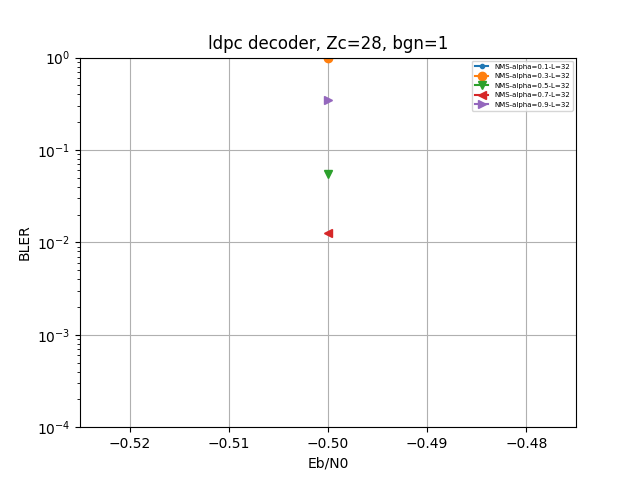 ldpc decoder, Zc=28, bgn=1
NMS-alpha=0.1-L=32
NMS-alpha=0.3-L=32
NMS-alpha=0.5-L=32
NMS-alpha=0.7-L=32
NMS-alpha=0.9-L=32
BLER
10⁰
10⁻¹
10⁻²
10⁻³
10⁻⁴
−0.52 −0.51 −0.50 −0.49 −0.48
Eb/N0